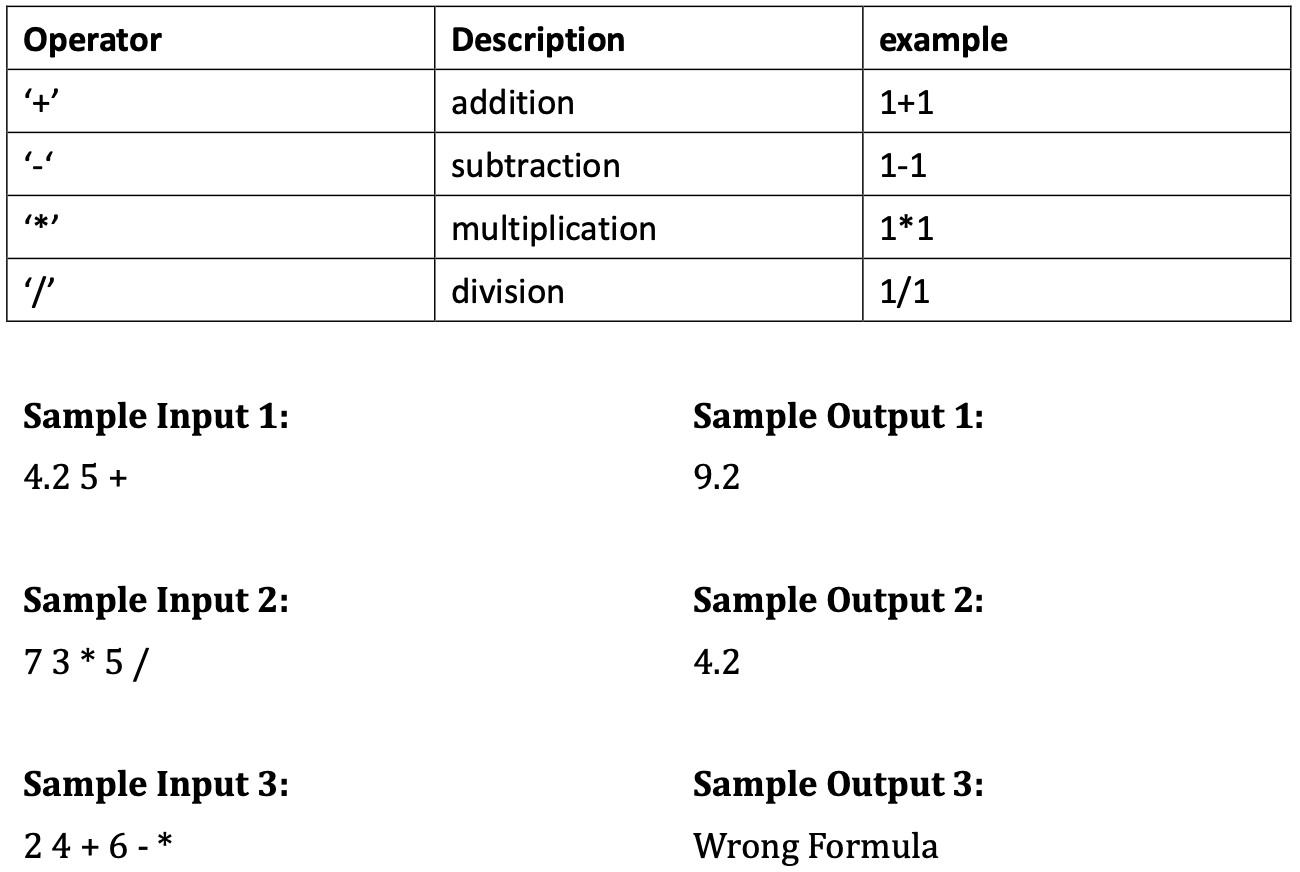 Operator Description example
‘+’ addition 1+1
‘-‘ subtraction 1-1
‘*’ multiplication 1*1
‘/’ division 1/1
Sample Input 1: Sample Output 1:
4.2 5 + 9.2
Sample Input 2: Sample Output 2:
7 3 * 5 / 4.2
Sample Input 3: Sample Output 3:
2 4 + 6 - * Wrong Formula